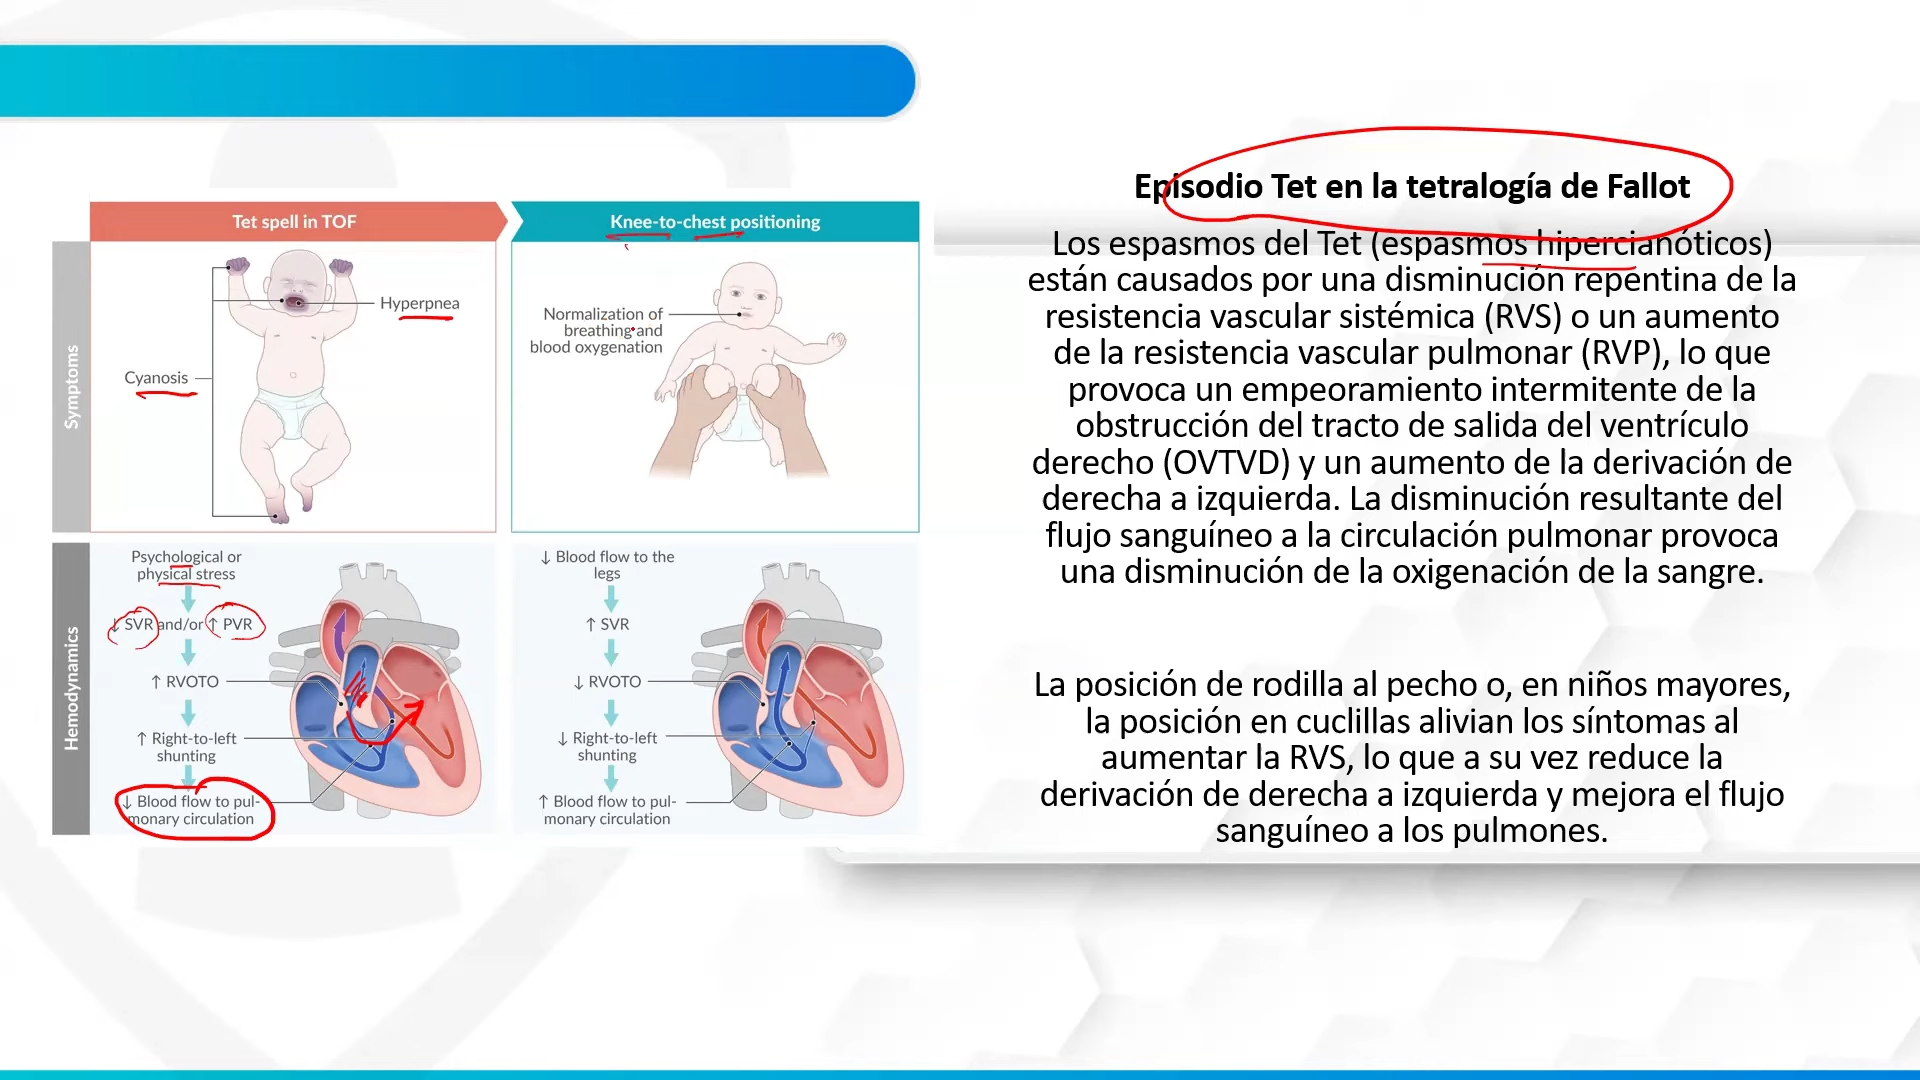 Tet spell in TOF
Knee-to-chest positioning
Symptoms
Hyperpnea
Cyanosis
Normalization of
breathing and
blood oxygenation
Hemodynamics
Psychological or
physical stress
↓ SVR and/or ↑ PVR
↑ RVOTO
↑ Right-to-left
shunting
↓ Blood flow to pul-
monary circulation
↓ Blood flow to the
legs
↑ SVR
↓ RVOTO
↓ Right-to-left
shunting
↑ Blood flow to pul-
monary circulation
Episodio Tet en la tetralogía de Fallot
Los espasmos del Tet (espasmos hipercianóticos)
están causados por una disminución repentina de la
resistencia vascular sistémica (RVS) o un aumento
de la resistencia vascular pulmonar (RVP), lo que
provoca un empeoramiento intermitente de la
obstrucción del tracto de salida del ventrículo
derecho (OVTVD) y un aumento de la derivación de
derecha a izquierda. La disminución resultante del
flujo sanguíneo a la circulación pulmonar provoca
una disminución de la oxigenación de la sangre.
La posición de rodilla al pecho o, en niños mayores,
la posición en cuclillas alivian los síntomas al
aumentar la RVS, lo que a su vez reduce la
derivación de derecha a izquierda y mejora el flujo
sanguíneo a los pulmones.